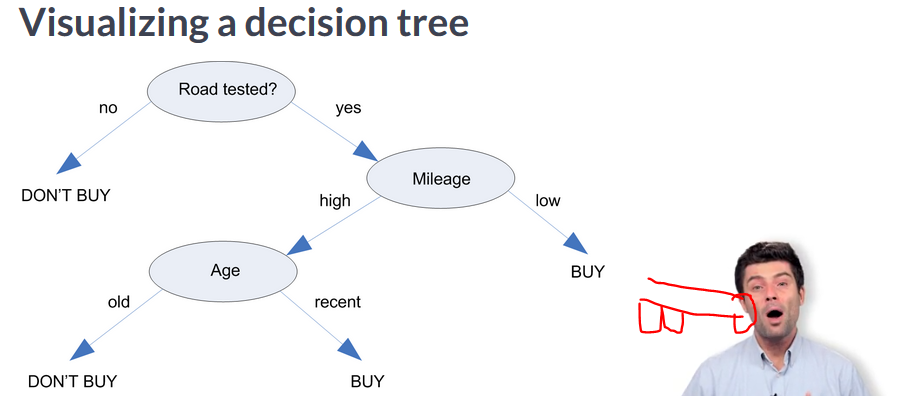 Visualizing a decision tree
Road tested?
no
yes
DON'T BUY
Mileage
high
low
Age
BUY
old
recent
DON'T BUY
BUY